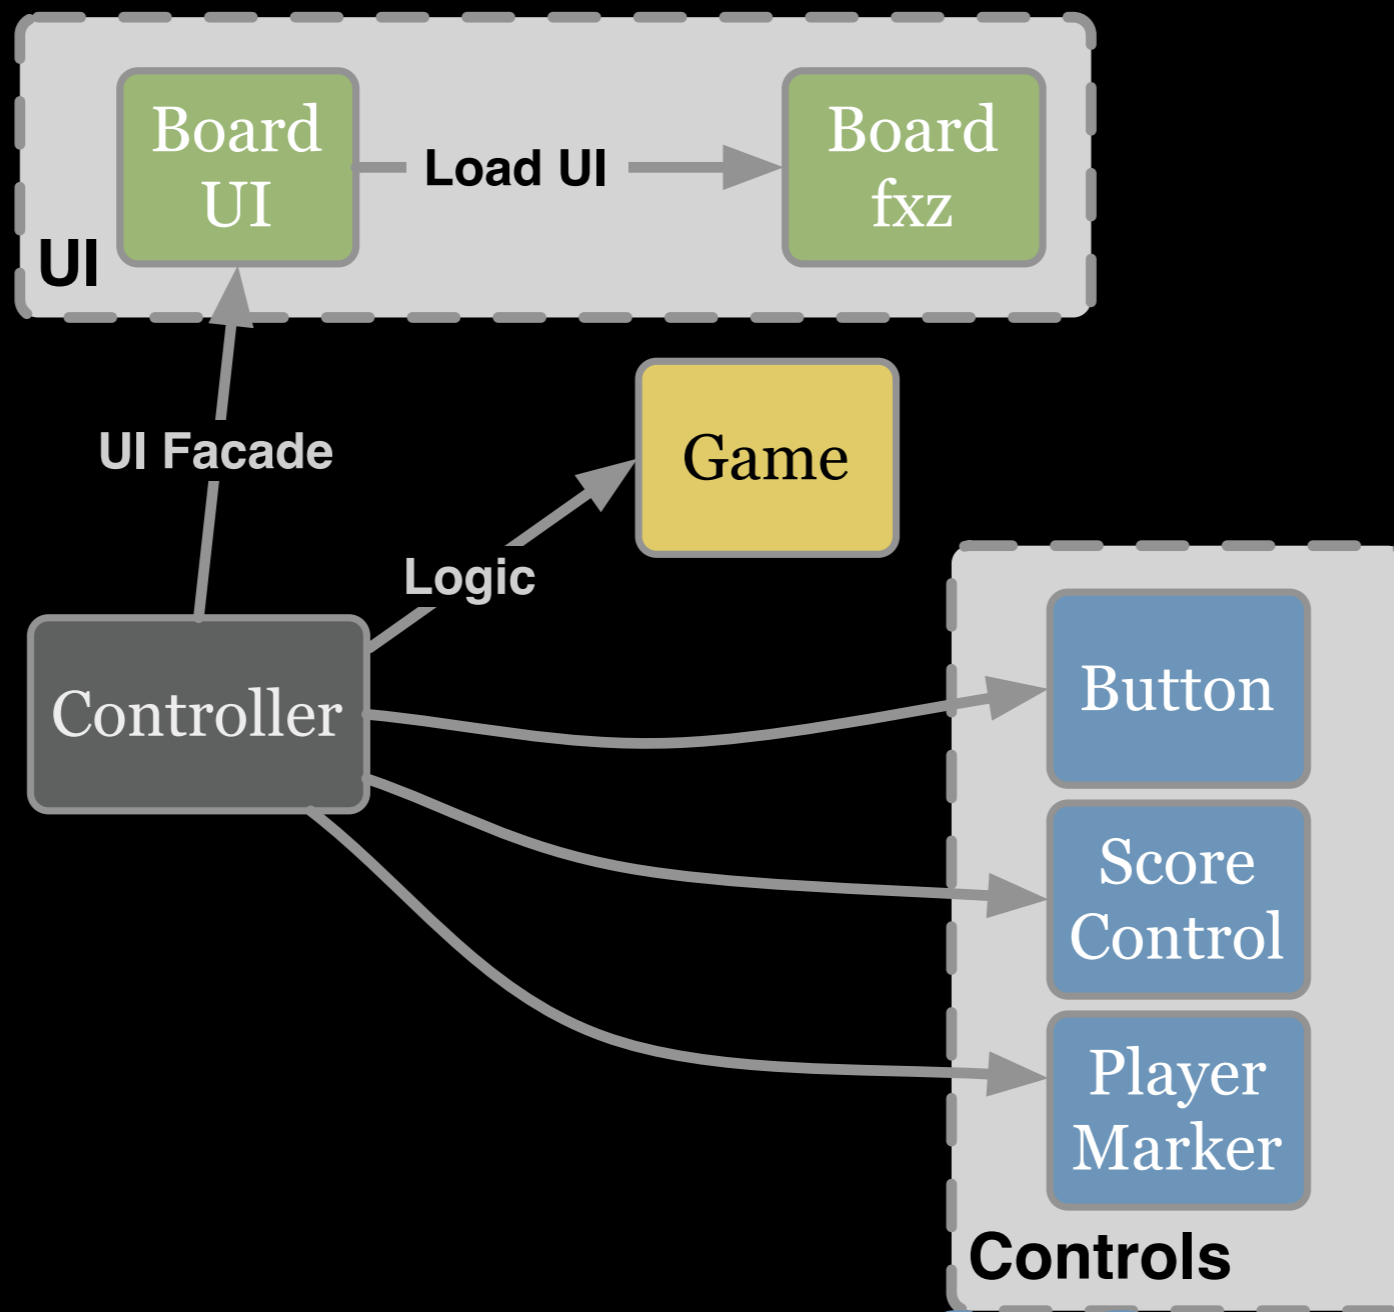 Board
UI
Load UI
Board
fxz
UI
UI Facade
Game
Logic
Controller
Button
Score
Control
Player
Marker
Controls